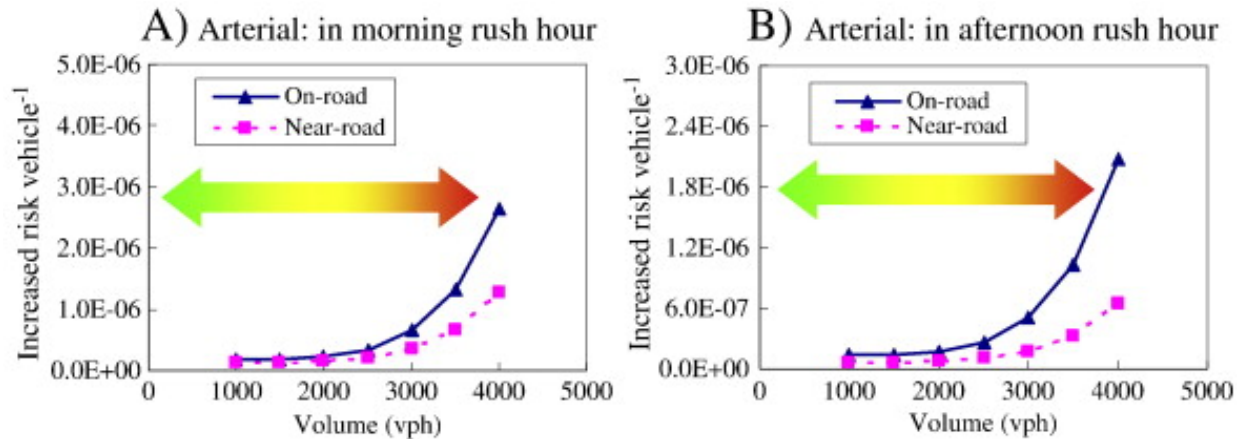 A) Arterial: in morning rush hour
Increased risk vehicle⁻¹
5.0E-06
4.0E-06
3.0E-06
2.0E-06
1.0E-06
0.0E+00
On-road
Near-road
0 1000 2000 3000 4000 5000
Volume (vph)
B) Arterial: in afternoon rush hour
Increased risk vehicle⁻¹
3.0E-06
2.4E-06
1.8E-06
1.2E-06
6.0E-07
0.0E+00
On-road
Near-road
0 1000 2000 3000 4000 5000
Volume (vph)